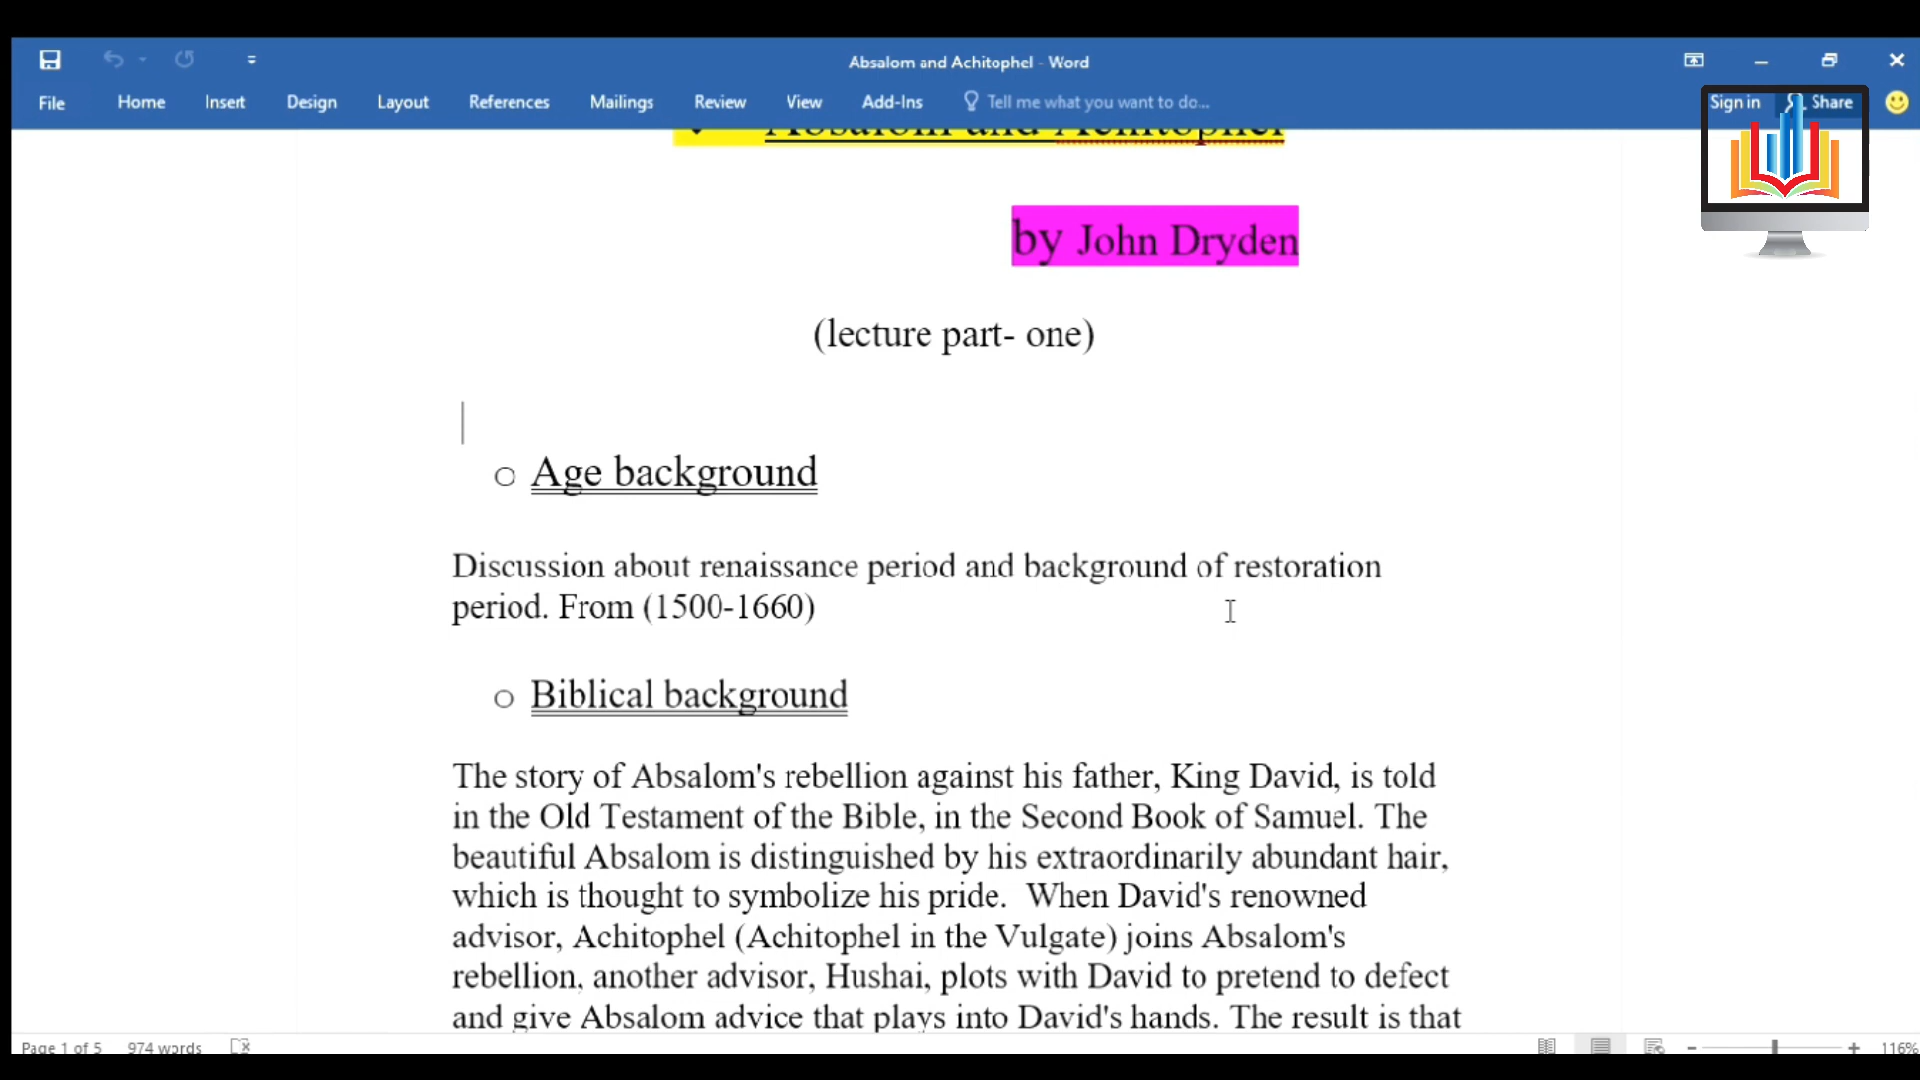 Absalom and Achitophel - Word
File Home Insert Design Layout References Mailings Review View Add-Ins Tell me what you want to do... Sign in Share
Absalom and Achitophel
by John Dryden
(lecture part- one)
o Age background
Discussion about renaissance period and background of restoration
period. From (1500-1660)
o Biblical background
The story of Absalom's rebellion against his father, King David, is told
in the Old Testament of the Bible, in the Second Book of Samuel. The
beautiful Absalom is distinguished by his extraordinarily abundant hair,
which is thought to symbolize his pride.  When David's renowned
advisor, Achitophel (Achitophel in the Vulgate) joins Absalom's
rebellion, another advisor, Hushai, plots with David to pretend to defect
and give Absalom advice that plays into David's hands. The result is that
Page 1 of 5 974 words 116%